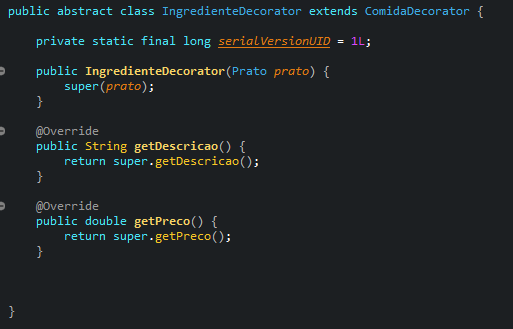 public abstract class IngredienteDecorator extends ComidaDecorator {
private static final long serialVersionUID = 1L;
public IngredienteDecorator(Prato prato) {
super(prato);
}
@Override
public String getDescricao() {
return super.getDescricao();
}
@Override
public double getPreco() {
return super.getPreco();
}
}